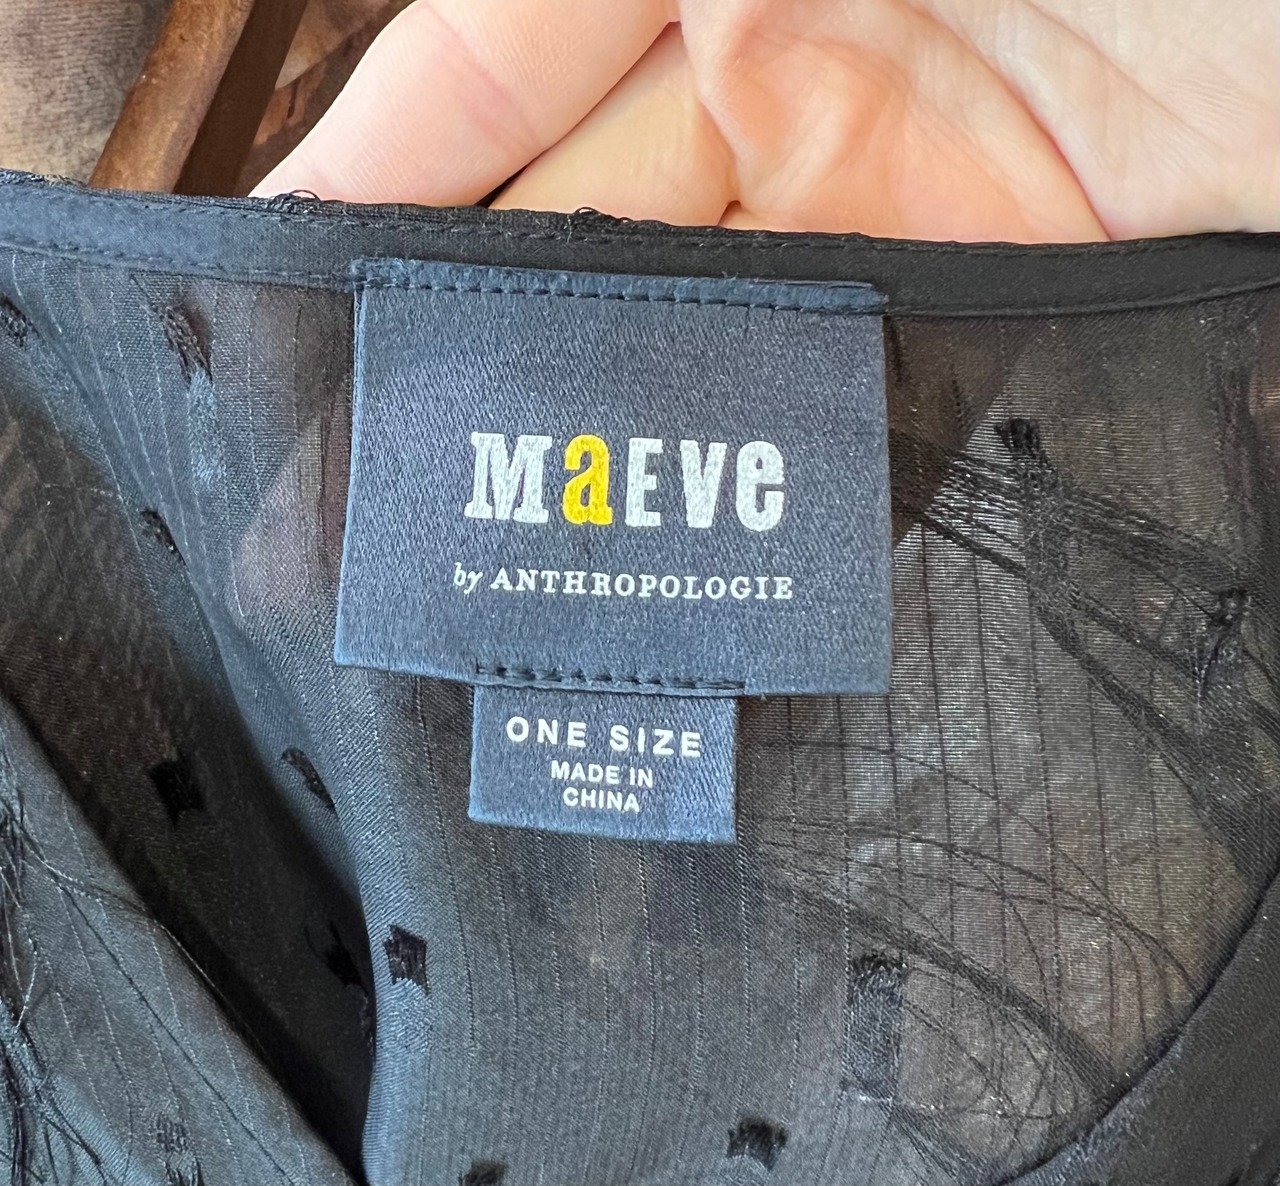 MaEVe
by ANTHROPOLOGIE
ONE SIZE
MADE IN
CHINA